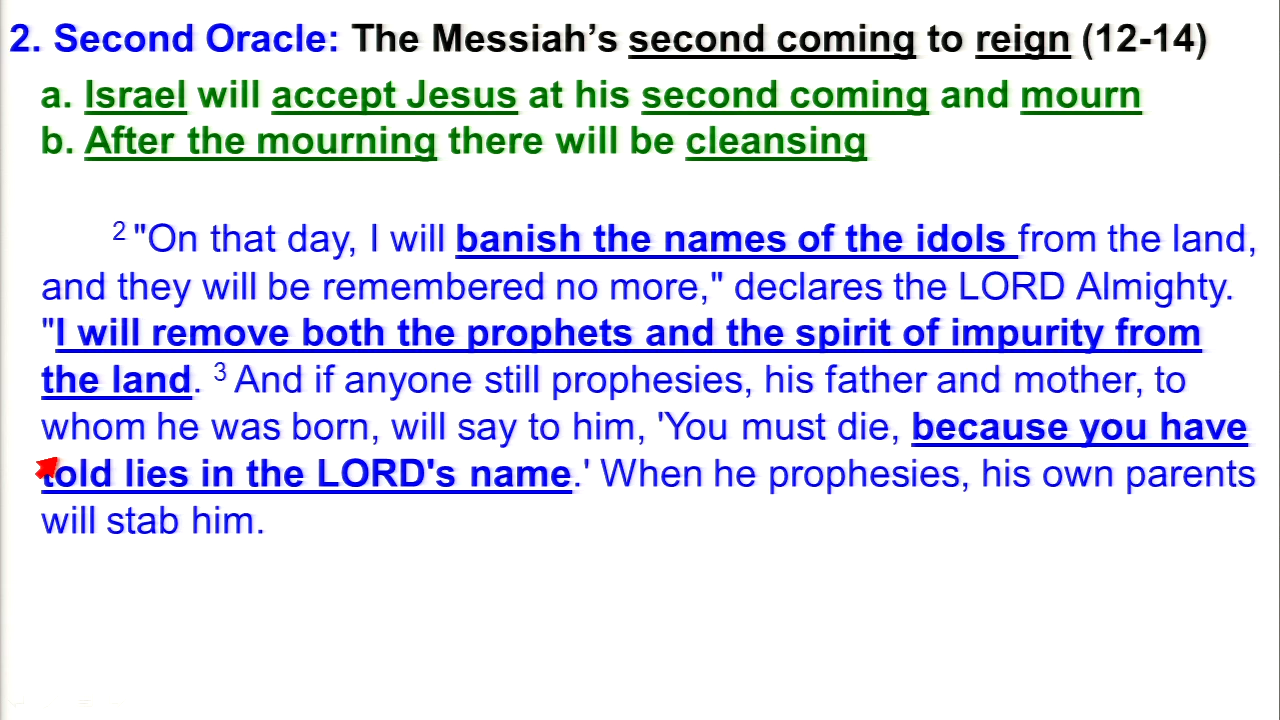 2. Second Oracle: The Messiah’s second coming to reign (12-14)
a. Israel will accept Jesus at his second coming and mourn
b. After the mourning there will be cleansing
2 "On that day, I will banish the names of the idols from the land,
and they will be remembered no more," declares the LORD Almighty.
"I will remove both the prophets and the spirit of impurity from
the land. 3 And if anyone still prophesies, his father and mother, to
whom he was born, will say to him, 'You must die, because you have
told lies in the LORD's name.' When he prophesies, his own parents
will stab him.